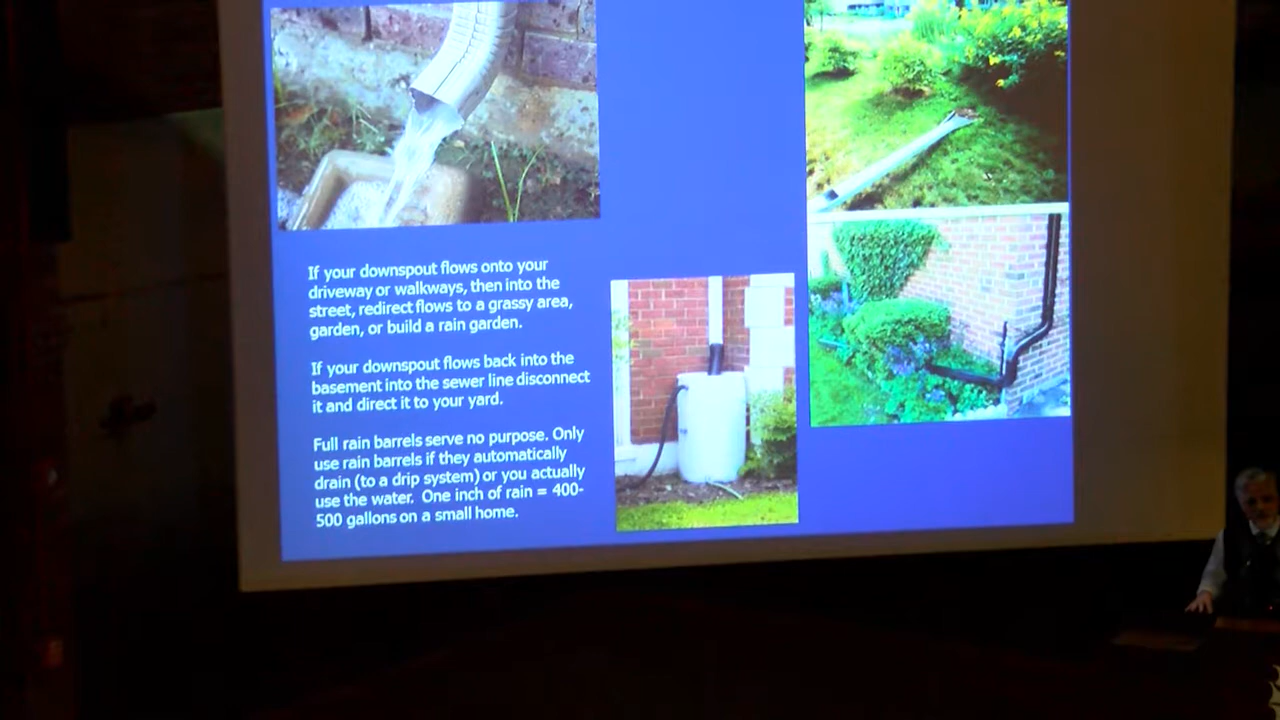 If your downspout flows onto your
driveway or walkways, then into the
street, redirect flows to a grassy area,
garden, or build a rain garden.
If your downspout flows back into the
basement into the sewer line disconnect
it and direct it to your yard.
Full rain barrels serve no purpose. Only
use rain barrels if they automatically
drain (to a drip system) or you actually
use the water. One inch of rain = 400-
500 gallons on a small home.